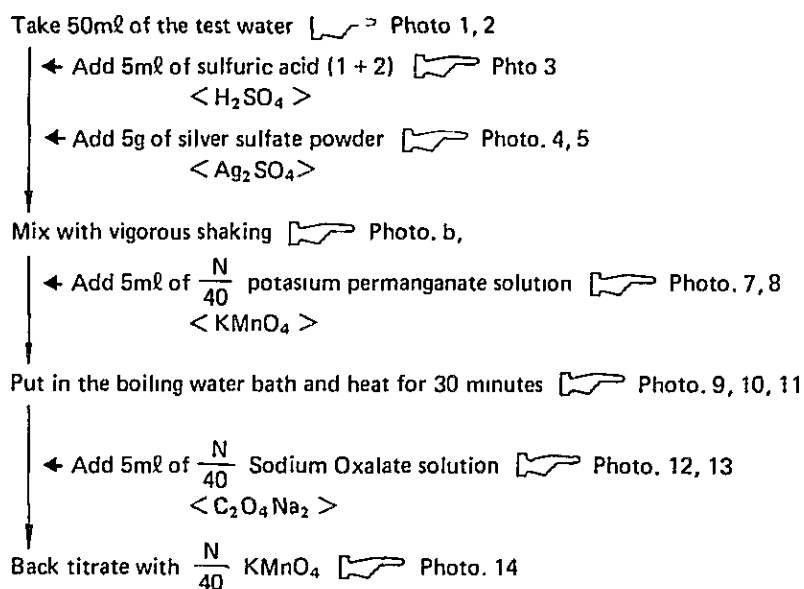 Take 50mℓ of the test water Photo 1, 2
← Add 5mℓ of sulfuric acid (1 + 2) Phto 3
< H₂SO₄ >
← Add 5g of silver sulfate powder Photo. 4, 5
< Ag₂SO₄>
Mix with vigorous shaking Photo. b,
← Add 5mℓ of N/40 potasium permanganate solution Photo. 7, 8
< KMnO₄ >
Put in the boiling water bath and heat for 30 minutes Photo. 9, 10, 11
← Add 5mℓ of N/40 Sodium Oxalate solution Photo. 12, 13
< C₂O₄Na₂ >
Back titrate with N/40 KMnO₄ Photo. 14